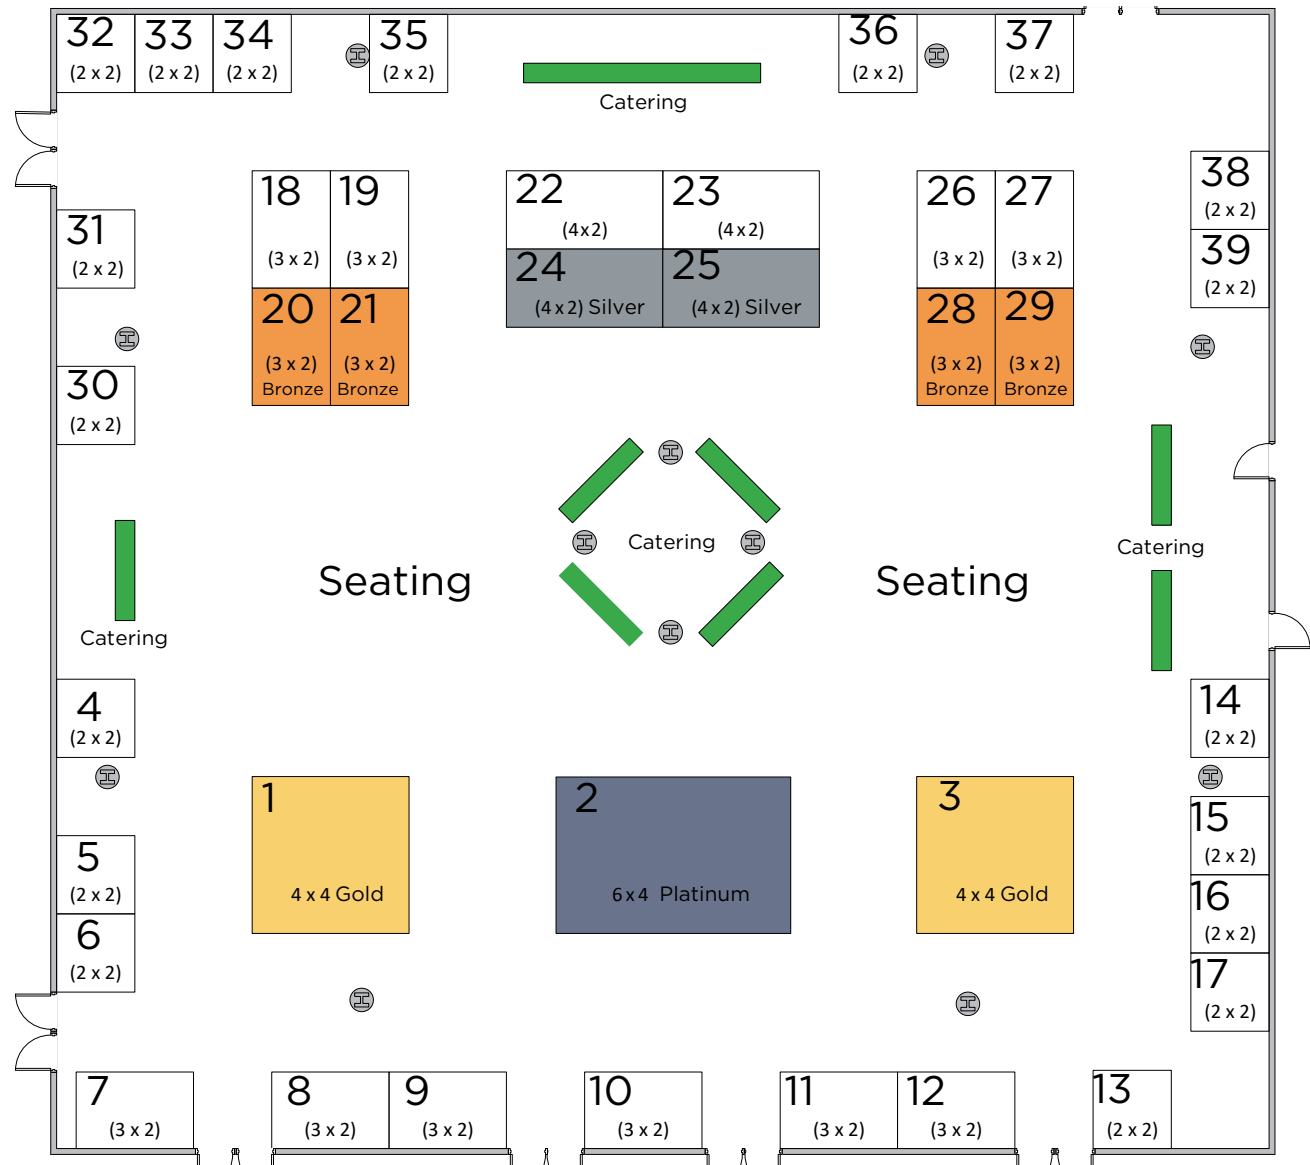 32 33 34 35 36 37
(2 x 2) (2 x 2) (2 x 2) (2 x 2) (2 x 2) (2 x 2)
Catering
38
(2 x 2)
18 19 22 23 26 27
(4x2) (4x2)
31
(2 x 2)
39
(2 x 2)
(3 x 2) (3 x 2) (3 x 2) (3 x 2)
24 25
(4 x 2) Silver (4 x 2) Silver
20 21 28 29
(3 x 2) (3 x 2) (3 x 2) (3 x 2)
Bronze Bronze Bronze Bronze
30
(2 x 2)
Catering
Catering
Seating Seating
Catering
4
(2 x 2)
14
(2 x 2)
1 2 3
4 x 4 Gold 6 x 4 Platinum 4 x 4 Gold
15
(2 x 2)
5
(2 x 2)
16
(2 x 2)
6
(2 x 2)
17
(2 x 2)
7 8 9 10 11 12 13
(3 x 2) (3 x 2) (3 x 2) (3 x 2) (3 x 2) (3 x 2) (2 x 2)